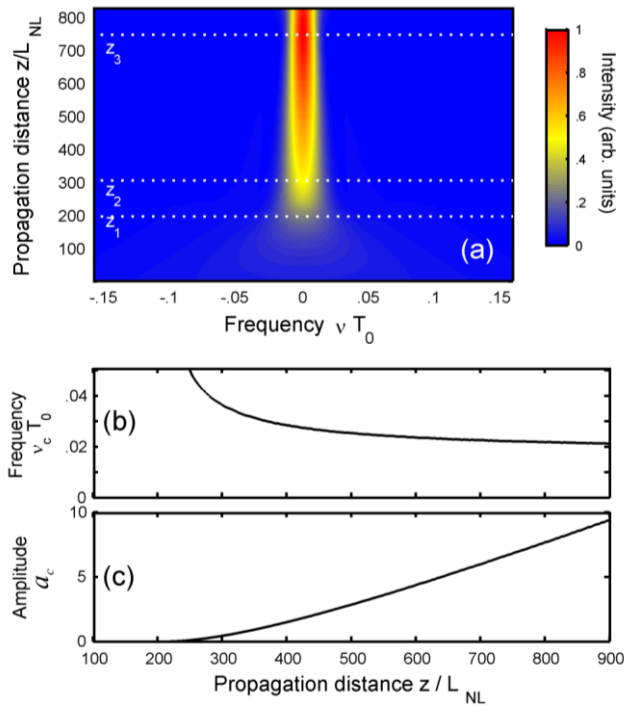 800
700
600
500
400
300
200
100
Propagation distance z/L_NL
z3
z2
z1
(a)
-.15
-.1
-.05
0
.05
.1
.15
Frequency ν T0
1
.8
.6
.4
.2
0
Intensity (arb. units)
.04
.02
0
Frequency
νc T0
(b)
10
5
0
Amplitude
ac
(c)
100 200 300 400 500 600 700 800 900
Propagation distance z / L_NL